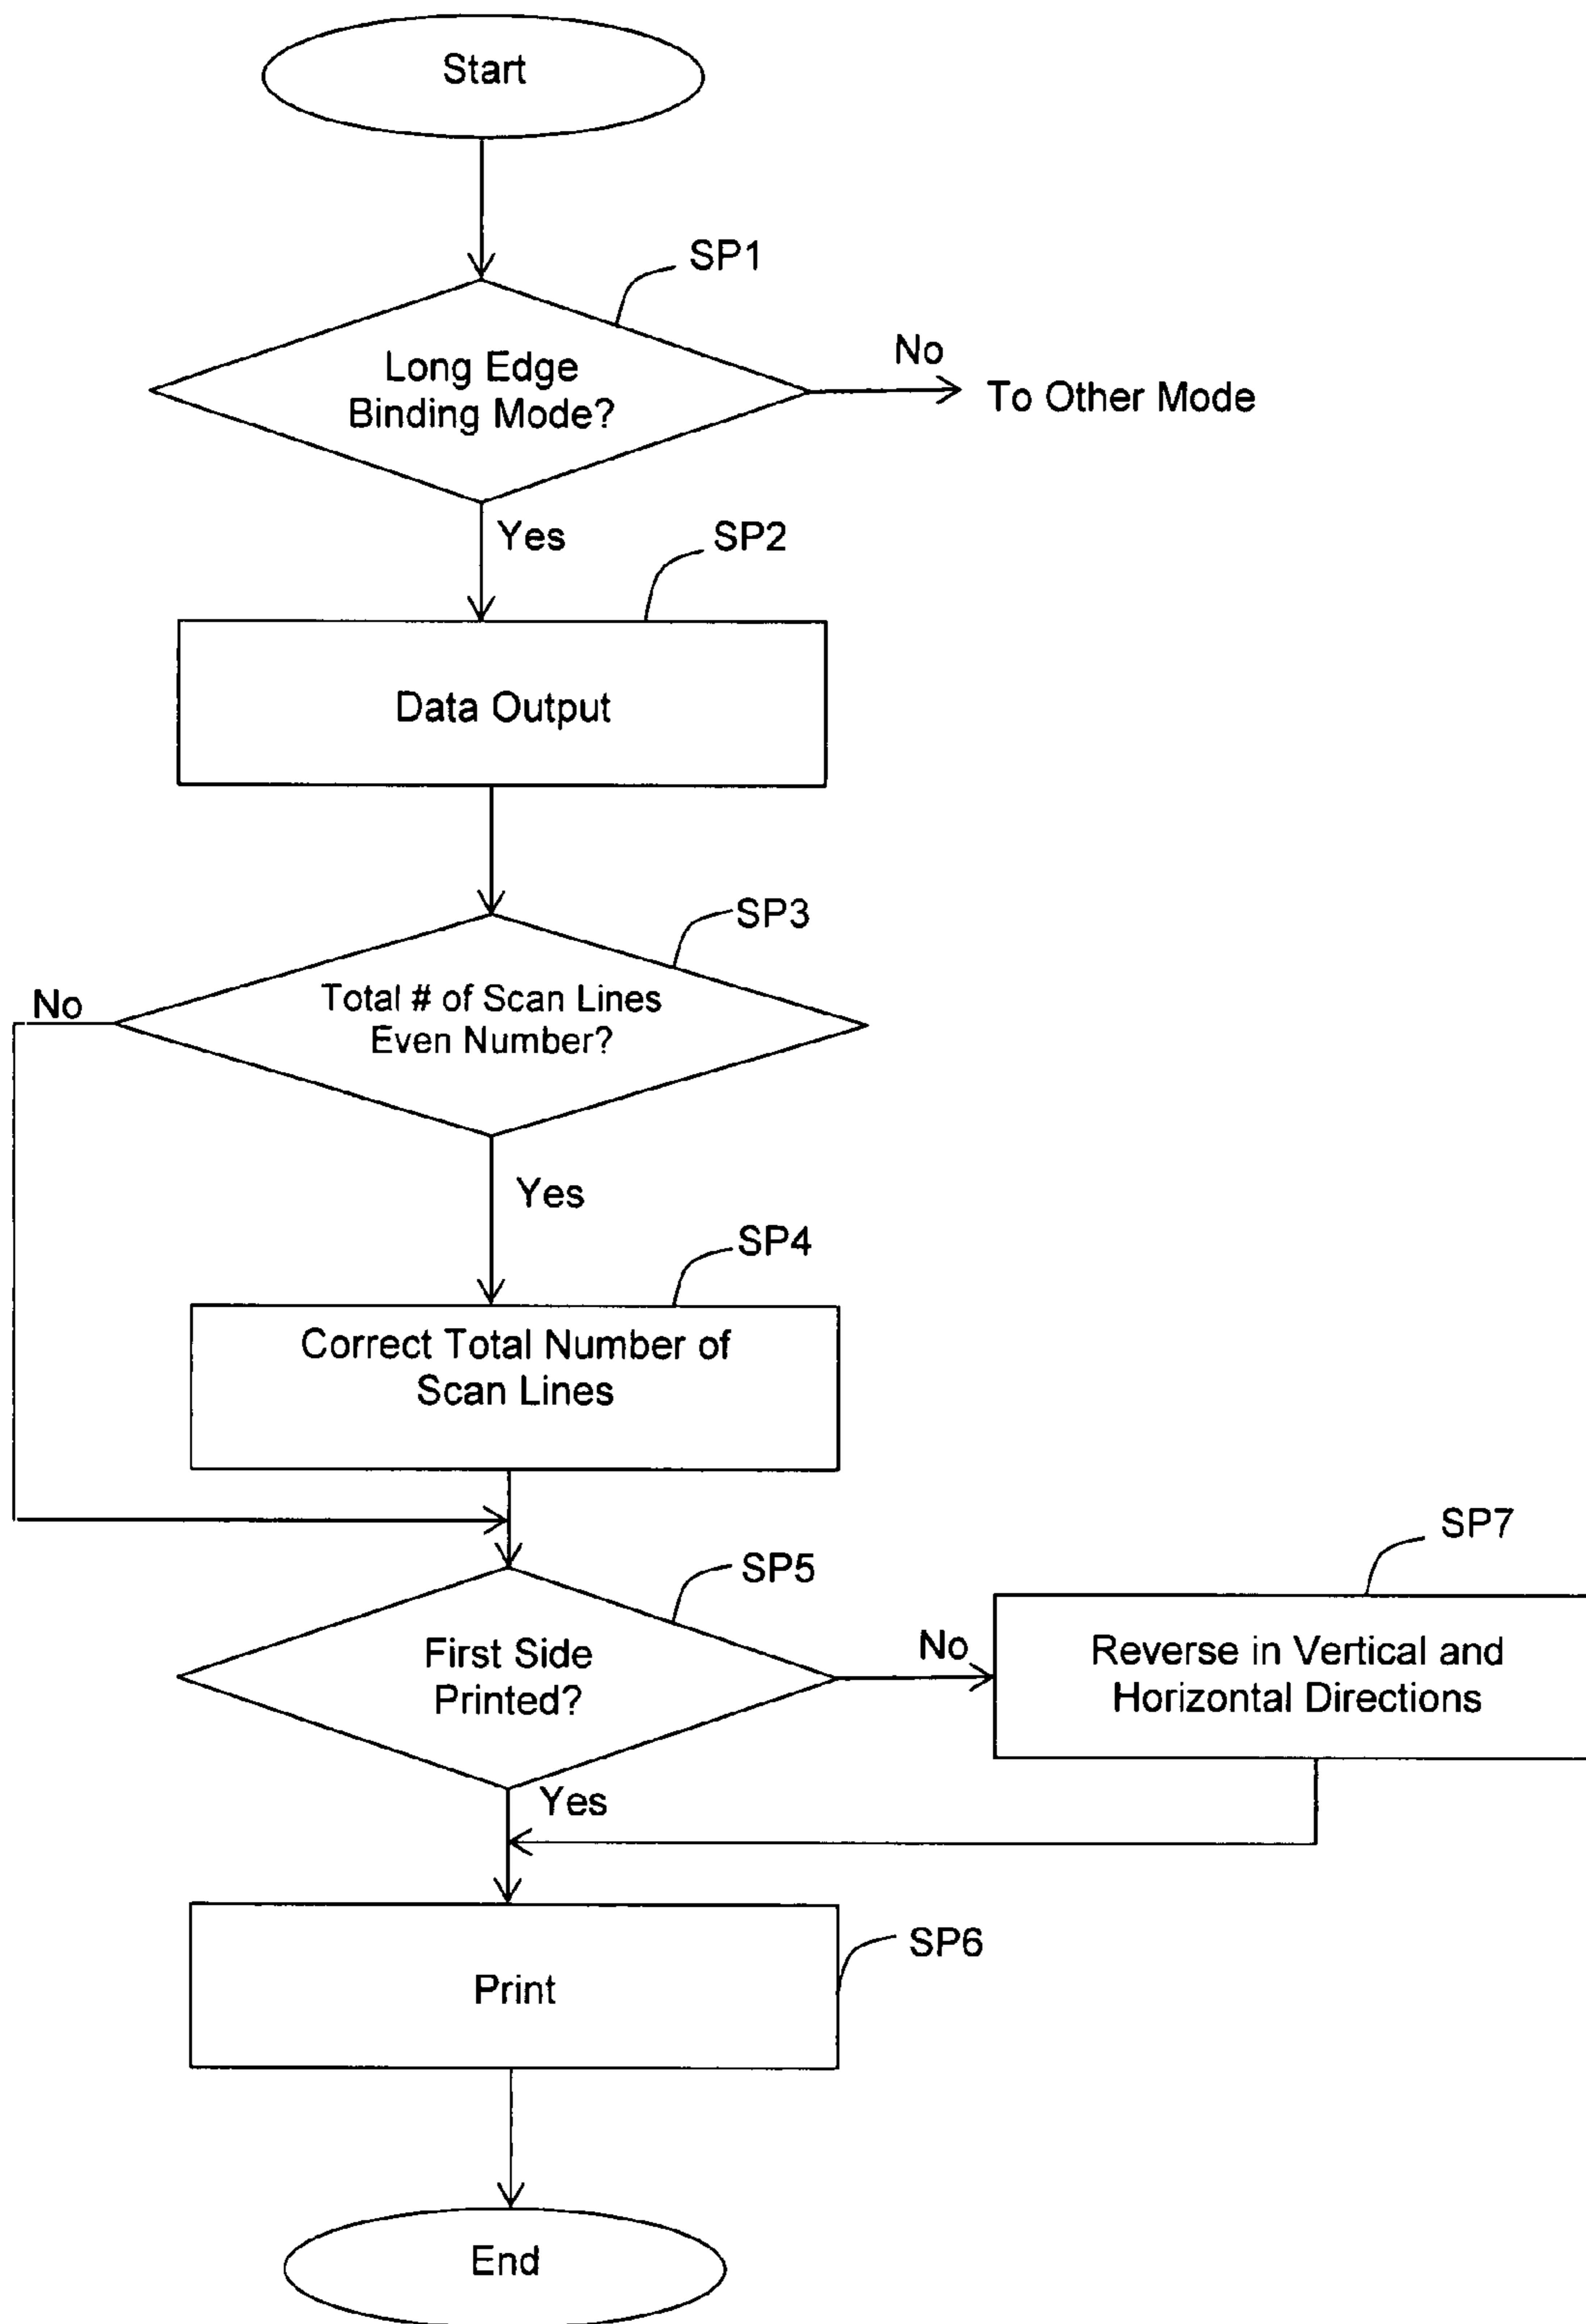 Start
SP1
Long Edge
Binding Mode?
No
To Other Mode
Yes
SP2
Data Output
SP3
Total # of Scan Lines
Even Number?
No
Yes
SP4
Correct Total Number of
Scan Lines
SP5
First Side
Printed?
No
SP7
Reverse in Vertical and
Horizontal Directions
Yes
SP6
Print
End